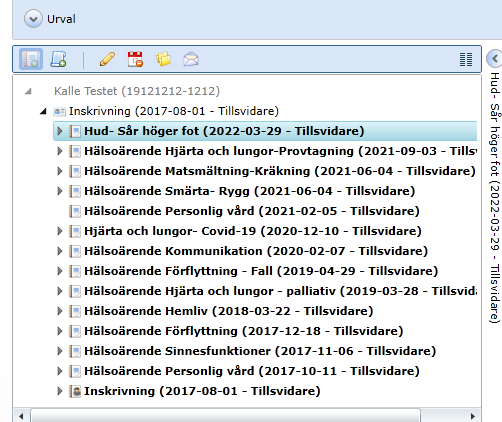 Urval
Kalle Testet (19121212-1212)
Inskrivning (2017-08-01 - Tillsvidare)
Hud- Sår höger fot (2022-03-29 - Tillsvidare)
Hälsoärende Hjärta och lungor-Provtagning (2021-09-03 - Tillsv
Hälsoärende Matsmältning-Kräkning (2021-06-04 - Tillsvidare)
Hälsoärende Smärta- Rygg (2021-06-04 - Tillsvidare)
Hälsoärende Personlig vård (2021-02-05 - Tillsvidare)
Hjärta och lungor- Covid-19 (2020-12-10 - Tillsvidare)
Hälsoärende Kommunikation (2020-02-07 - Tillsvidare)
Hälsoärende Förflyttning - Fall (2019-04-29 - Tillsvidare)
Hälsoärende Hjärta och lungor - palliativ (2019-03-28 - Tillsvida
Hälsoärende Hemliv (2018-03-22 - Tillsvidare)
Hälsoärende Förflyttning (2017-12-18 - Tillsvidare)
Hälsoärende Sinnesfunktioner (2017-11-06 - Tillsvidare)
Hälsoärende Personlig vård (2017-10-11 - Tillsvidare)
Inskrivning (2017-08-01 - Tillsvidare)
Hud- Sår höger fot (2022-03-29 - Tillsvidare)